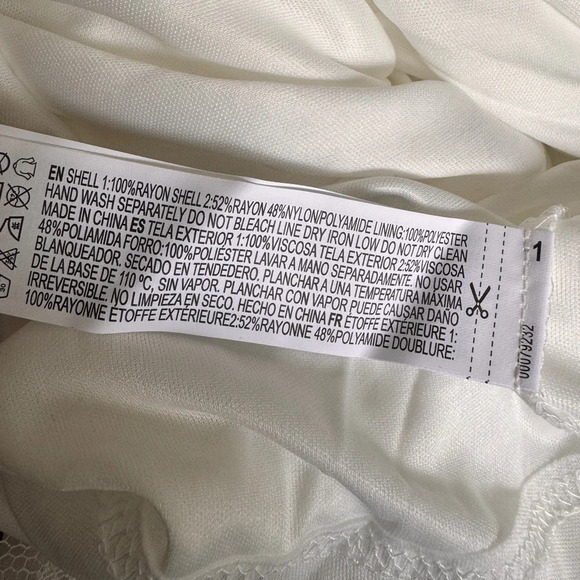 EN SHELL 1:100%RAYON SHELL 2:52%RAYON 48%NYLON/POLYAMIDE LINING:100%POLYESTER
HAND WASH SEPARATELY DO NOT BLEACH LINE DRY IRON LOW DO NOT DRY CLEAN
MADE IN CHINA ES TELA EXTERIOR 1:100%VISCOSA TELA EXTERIOR 2:52%VISCOSA
48%POLIAMIDA FORRO:100%POLIÉSTER LAVAR A MANO SEPARADAMENTE. NO USAR
BLANQUEADOR. SECADO EN TENDEDERO. PLANCHAR A UNA TEMPERATURA MÁXIMA
DE LA BASE DE 110 °C, SIN VAPOR. PLANCHAR CON VAPOR PUEDE CAUSAR DAÑO
IRREVERSIBLE. NO LIMPIEZA EN SECO. HECHO EN CHINA FR ÉTOFFE EXTÉRIEURE 1:
100%RAYONNE ÉTOFFE EXTÉRIEURE2:52%RAYONNE 48%POLYAMIDE DOUBLURE:
1
00079232